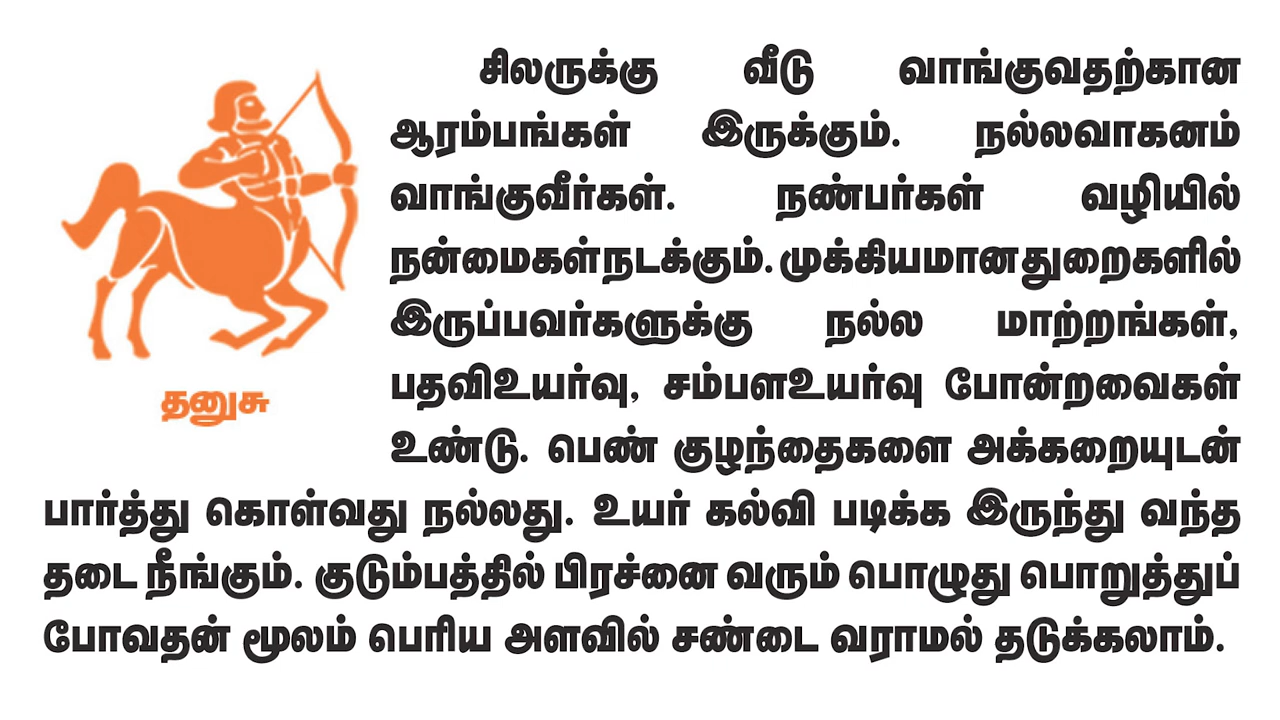 சிலருக்கு வீடு வாங்குவதற்கான
ஆரம்பங்கள் இருக்கும். நல்லவாகனம்
வாங்குவீர்கள். நண்பர்கள் வழியில்
நன்மைகள்நடக்கும். முக்கியமானதுறைகளில்
இருப்பவர்களுக்கு நல்ல மாற்றங்கள்,
பதவிஉயர்வு, சம்பளஉயர்வு போன்றவைகள்
உண்டு. பெண் குழந்தைகளை அக்கறையுடன்
பார்த்து கொள்வது நல்லது. உயர் கல்வி படிக்க இருந்து வந்த
தடை நீங்கும். குடும்பத்தில் பிரச்னை வரும் பொழுது பொறுத்துப்
போவதன் மூலம் பெரிய அளவில் சண்டை வராமல் தடுக்கலாம்.
தனுசு